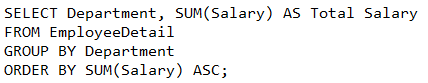 SELECT Department, SUM(Salary) AS Total Salary
FROM EmployeeDetail
GROUP BY Department
ORDER BY SUM(Salary) ASC;